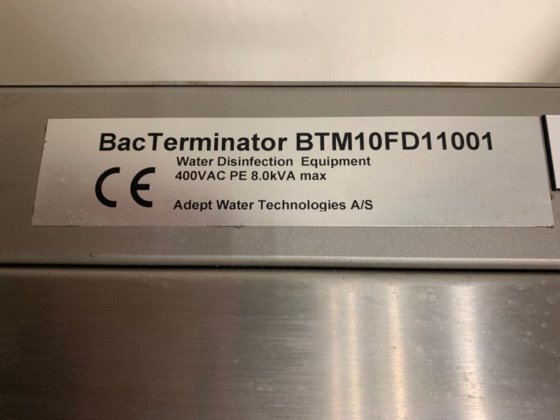 BacTerminator BTM10FD11001
Water Disinfection Equipment
400VAC PE 8.0kVA max
CE
Adept Water Technologies A/S